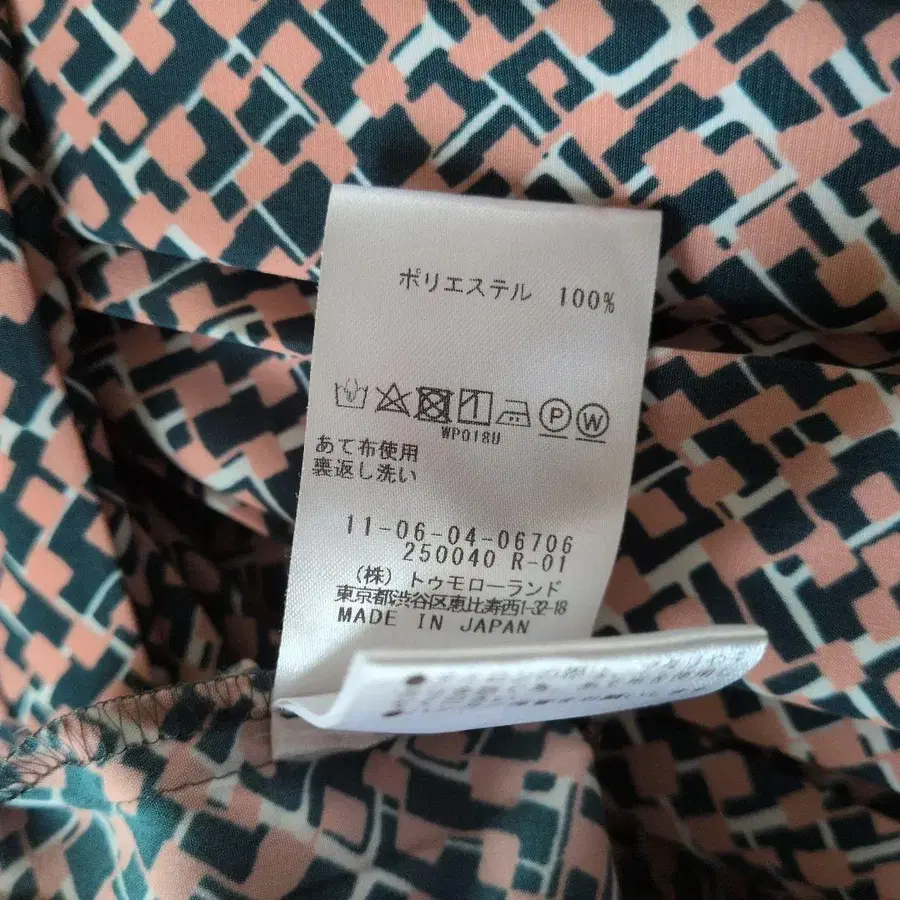 ポリエステル 100%
P W
WP018U
あて布使用
裏返し洗い
11-06-04-06706
250040 R-01
(株) トゥモローランド
東京都渋谷区恵比寿西1-32-18
MADE IN JAPAN